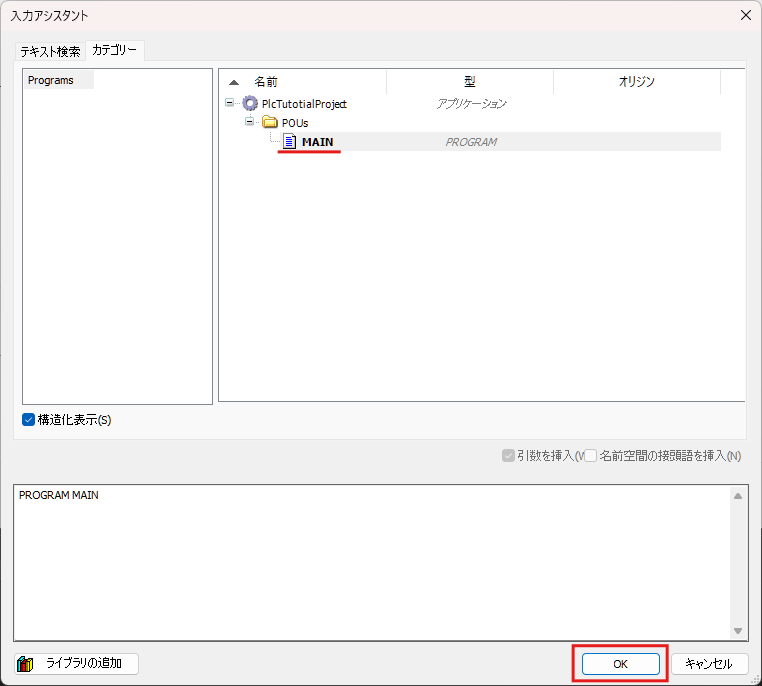 入力アシスタント
テキスト検索 カテゴリー
Programs
名前 型 オリジン
PlcTutotialProject アプリケーション
POUs
MAIN PROGRAM
構造化表示(S)
引数を挿入(W 名前空間の接頭語を挿入(N)
PROGRAM MAIN
ライブラリの追加 OK キャンセル